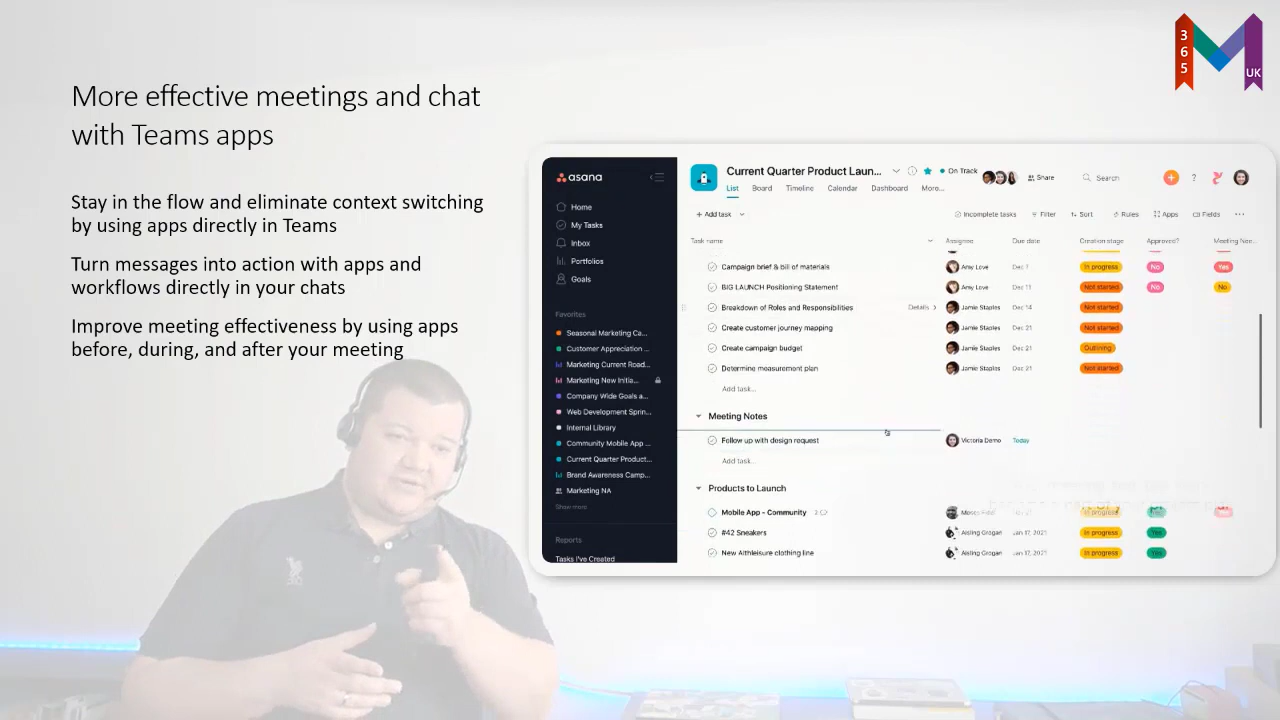 3
6
5
UK
More effective meetings and chat
with Teams apps
Stay in the flow and eliminate context switching
by using apps directly in Teams
Turn messages into action with apps and
workflows directly in your chats
Improve meeting effectiveness by using apps
before, during, and after your meeting
asana
Home
My Tasks
Inbox
Portfolios
Goals
Favorites
Seasonal Marketing Ca...
Customer Appreciation ...
Marketing Current Road...
Marketing New Initia...
Company Wide Goals a...
Web Development Sprin...
Internal Library
Community Mobile App ...
Current Quarter Product...
Brand Awareness Camp...
Marketing NA
Show more
Reports
Tasks I've Created
Current Quarter Product Laun... On Track Share Search
List Board Timeline Calendar Dashboard More...
+ Add task Incomplete tasks Filter Sort Rules Apps Fields ...
Task name Assignee Due date Creation stage Approved? Meeting Nee...
Campaign brief & bill of materials Amy Love Dec 7 In progress No Yes
BIG LAUNCH Positioning Statement Amy Love Dec 11 Not started No No
Breakdown of Roles and Responsibilities Details > Jamie Staples Dec 14 Not started
Create customer journey mapping Jamie Staples Dec 21 Not started
Create campaign budget Jamie Staples Dec 21 Outlining
Determine measurement plan Jamie Staples Dec 21 Not started
Add task...
Meeting Notes
Follow up with design request Victoria Demo Today
Add task...
Products to Launch
Mobile App - Community 2 Moses Fidel In progress Yes
#42 Sneakers Aisling Grogan Jan 17, 2021 In progress Yes
New Althleisure clothing line Aisling Grogan Jan 17, 2021 In progress Yes